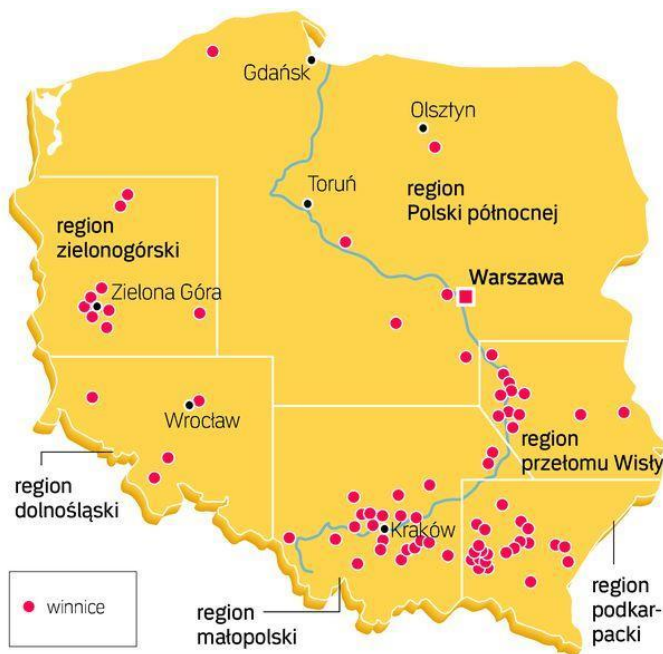 Gdańsk
Olsztyn
Toruń
region
Polski północnej
region
zielonogórski
Warszawa
Zielona Góra
Wrocław
region
przełomu Wisły
region
dolnośląski
Kraków
region
podkar-
packi
region
małopolski
winnice